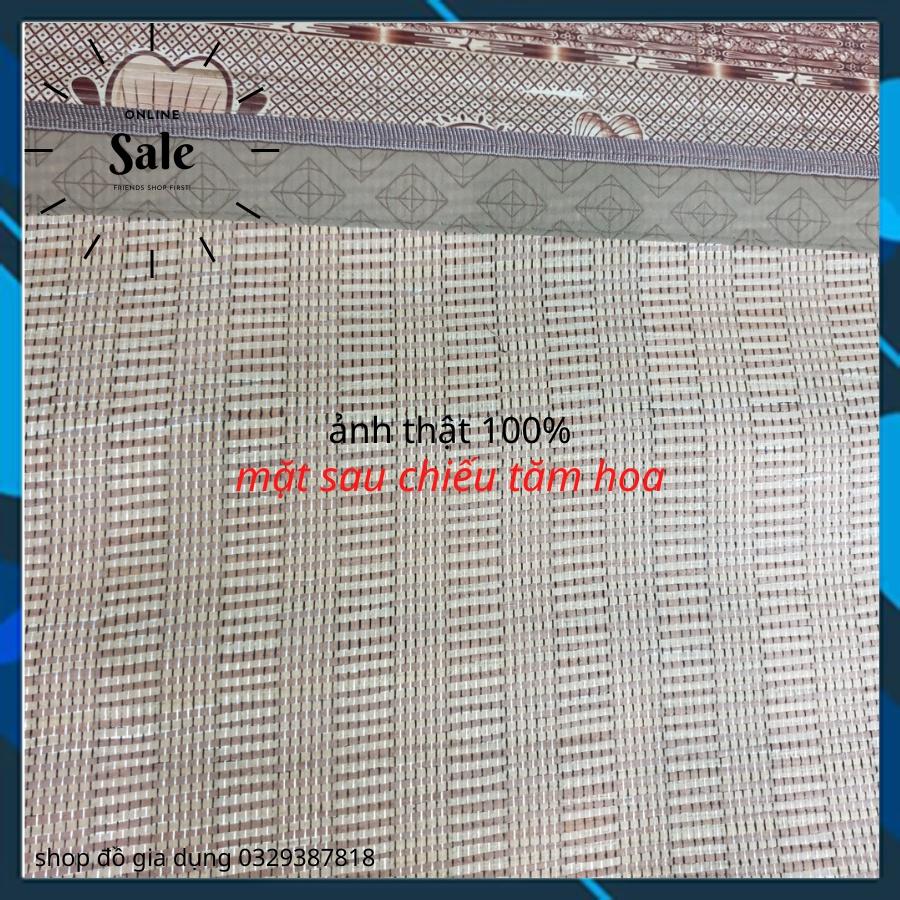 ONLINE
Sale
FRIENDS SHOP FIRST!
ảnh thật 100%
mặt sau chiếu tăm hoa
shop đồ gia dụng 0329387818